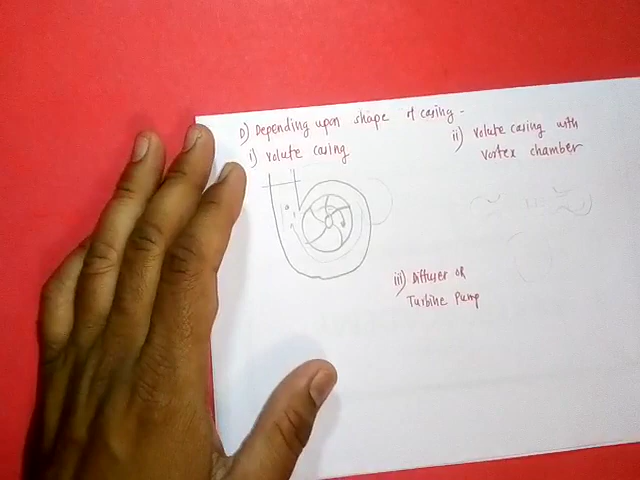 D) Depending upon shape of casing -
i) Volute casing
ii) Volute casing with
Vortex chamber
iii) Diffuser or
Turbine Pump